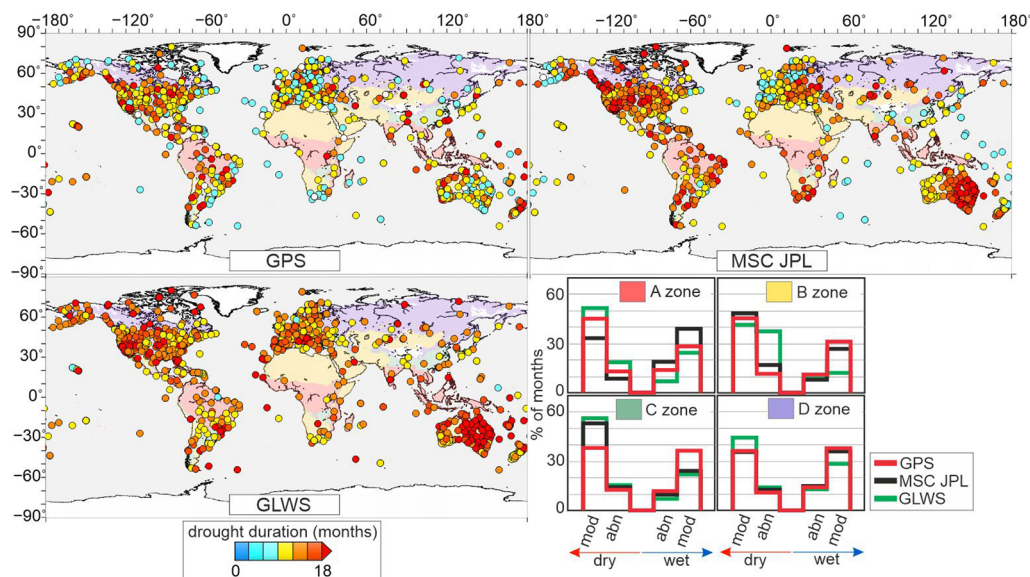 −180° −120° −60° 0° 60° 120° −180° −120° −60° 0° 60° 120° 180°
90°
60°
30°
0°
−30°
−60°
−90°
GPS
MSC JPL
60°
30°
0°
−30°
−60°
−90°
GLWS
drought duration (months)
0 18
% of months
60
30
0
A zone
B zone
60
30
0
C zone
D zone
mod abn abn mod mod abn abn mod
dry wet dry wet
GPS
MSC JPL
GLWS